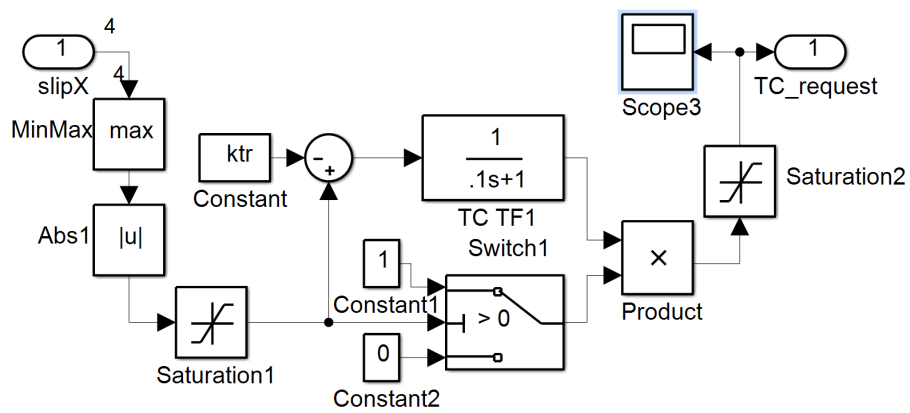 4
1
slipX
4
MinMax
max
Abs1
|u|
Saturation1
ktr
Constant
-
+
1
.1s+1
TC TF1
Switch1
1
Constant1
> 0
0
Constant2
×
Product
Saturation2
Scope3
1
TC_request